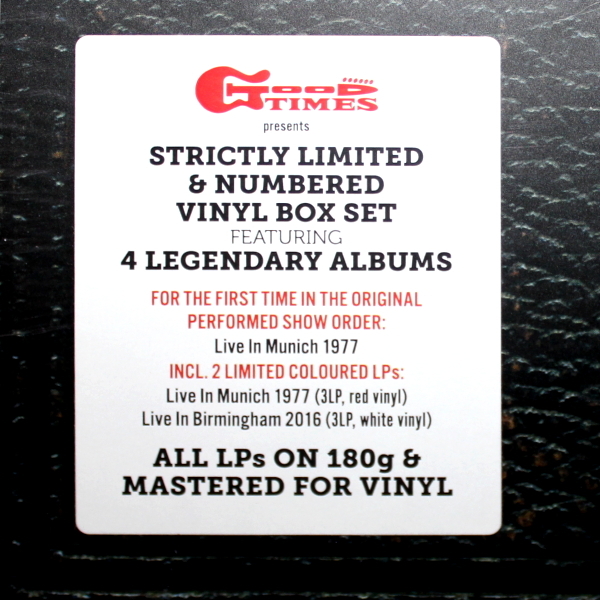 GOOD
TIMES
presents
STRICTLY LIMITED
& NUMBERED
VINYL BOX SET
FEATURING
4 LEGENDARY ALBUMS
FOR THE FIRST TIME IN THE ORIGINAL
PERFORMED SHOW ORDER:
Live In Munich 1977
INCL. 2 LIMITED COLOURED LPs:
Live In Munich 1977 (3LP, red vinyl)
Live In Birmingham 2016 (3LP, white vinyl)
ALL LPs ON 180g &
MASTERED FOR VINYL